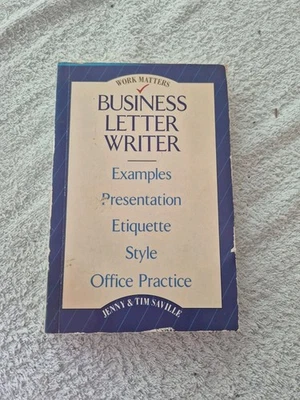 WORK MATTERS
BUSINESS
LETTER
WRITER
Examples
Presentation
Etiquette
Style
Office Practice
JENNY & TIM SAVILLE